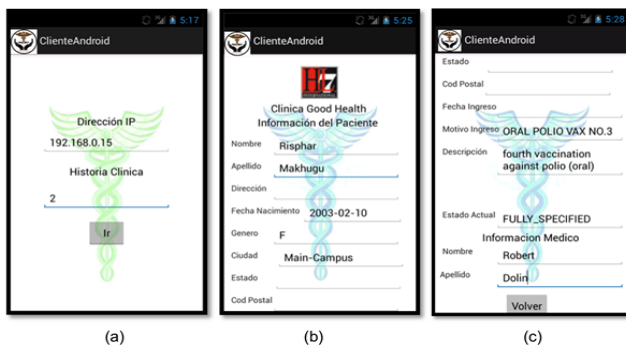 5:17
ClienteAndroid
Dirección IP
192.168.0.15
Historia Clinica
2
Ir
(a)
5:25
ClienteAndroid
HL7
INTERNATIONAL
Clinica Good Health
Información del Paciente
Nombre Risphar
Apellido Makhugu
Dirección
Fecha Nacimiento 2003-02-10
Genero F
Ciudad Main-Campus
Estado
Cod Postal
(b)
5:28
ClienteAndroid
Estado
Cod Postal
Fecha Ingreso
Motivo Ingreso ORAL POLIO VAX NO.3
Descripción fourth vaccination
against polio (oral)
Estado Actual FULLY_SPECIFIED
Informacion Medico
Nombre Robert
Apellido Dolin
Volver
(c)